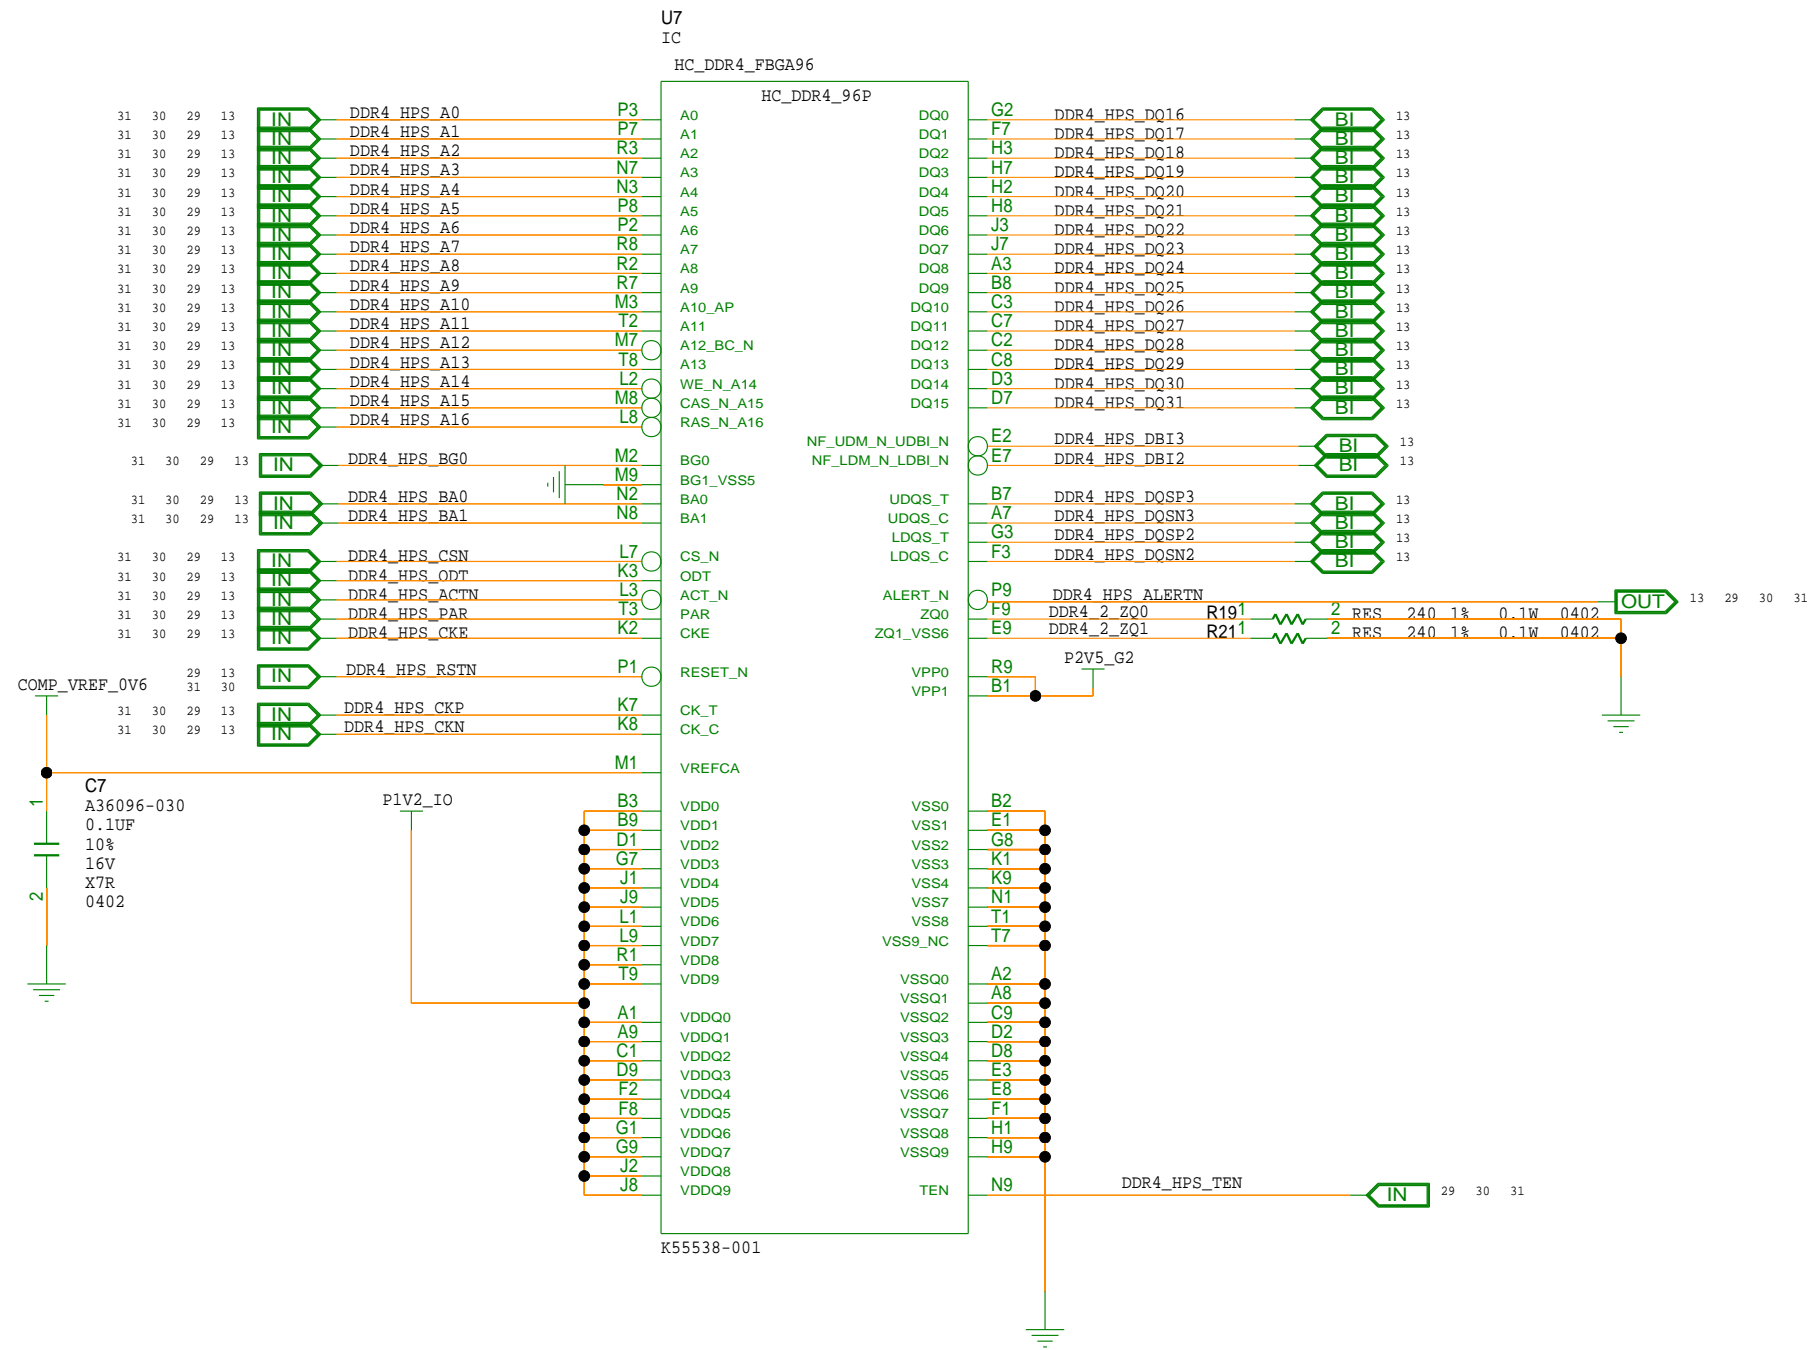 U7
IC
HC_DDR4_FBGA96
HC_DDR4_96P
31 30 29 13 IN DDR4_HPS_A0 P3 A0 DQ0 G2 DDR4_HPS_DQ16 BI 13
31 30 29 13 IN DDR4_HPS_A1 P7 A1 DQ1 F7 DDR4_HPS_DQ17 BI 13
31 30 29 13 IN DDR4_HPS_A2 R3 A2 DQ2 H3 DDR4_HPS_DQ18 BI 13
31 30 29 13 IN DDR4_HPS_A3 N7 A3 DQ3 H7 DDR4_HPS_DQ19 BI 13
31 30 29 13 IN DDR4_HPS_A4 N3 A4 DQ4 H2 DDR4_HPS_DQ20 BI 13
31 30 29 13 IN DDR4_HPS_A5 P8 A5 DQ5 H8 DDR4_HPS_DQ21 BI 13
31 30 29 13 IN DDR4_HPS_A6 P2 A6 DQ6 J3 DDR4_HPS_DQ22 BI 13
31 30 29 13 IN DDR4_HPS_A7 R8 A7 DQ7 J7 DDR4_HPS_DQ23 BI 13
31 30 29 13 IN DDR4_HPS_A8 R2 A8 DQ8 A3 DDR4_HPS_DQ24 BI 13
31 30 29 13 IN DDR4_HPS_A9 R7 A9 DQ9 B8 DDR4_HPS_DQ25 BI 13
31 30 29 13 IN DDR4_HPS_A10 M3 A10_AP DQ10 C3 DDR4_HPS_DQ26 BI 13
31 30 29 13 IN DDR4_HPS_A11 T2 A11 DQ11 C7 DDR4_HPS_DQ27 BI 13
31 30 29 13 IN DDR4_HPS_A12 M7 A12_BC_N DQ12 C2 DDR4_HPS_DQ28 BI 13
31 30 29 13 IN DDR4_HPS_A13 T8 A13 DQ13 C8 DDR4_HPS_DQ29 BI 13
31 30 29 13 IN DDR4_HPS_A14 L2 WE_N_A14 DQ14 D3 DDR4_HPS_DQ30 BI 13
31 30 29 13 IN DDR4_HPS_A15 M8 CAS_N_A15 DQ15 D7 DDR4_HPS_DQ31 BI 13
31 30 29 13 IN DDR4_HPS_A16 L8 RAS_N_A16
NF_UDM_N_UDBI_N E2 DDR4_HPS_DBI3 BI 13
31 30 29 13 IN DDR4_HPS_BG0 M2 BG0 NF_LDM_N_LDBI_N E7 DDR4_HPS_DBI2 BI 13
M9 BG1_VSS5
31 30 29 13 IN DDR4_HPS_BA0 N2 BA0 UDQS_T B7 DDR4_HPS_DQSP3 BI 13
31 30 29 13 IN DDR4_HPS_BA1 N8 BA1 UDQS_C A7 DDR4_HPS_DQSN3 BI 13
LDQS_T G3 DDR4_HPS_DQSP2 BI 13
31 30 29 13 IN DDR4_HPS_CSN L7 CS_N LDQS_C F3 DDR4_HPS_DQSN2 BI 13
31 30 29 13 IN DDR4_HPS_ODT K3 ODT
31 30 29 13 IN DDR4_HPS_ACTN L3 ACT_N ALERT_N P9 DDR4_HPS_ALERTN OUT 13 29 30 31
31 30 29 13 IN DDR4_HPS_PAR T3 PAR ZQ0 F9 DDR4_2_ZQ0 R19 1 2 RES 240 1% 0.1W 0402
31 30 29 13 IN DDR4_HPS_CKE K2 CKE ZQ1_VSS6 E9 DDR4_2_ZQ1 R21 1 2 RES 240 1% 0.1W 0402
P2V5_G2
29 13 IN DDR4_HPS_RSTN P1 RESET_N VPP0 R9
31 30
COMP_VREF_0V6
VPP1 B1
31 30 29 13 IN DDR4_HPS_CKP K7 CK_T
31 30 29 13 IN DDR4_HPS_CKN K8 CK_C
M1 VREFCA
C7
1
A36096-030
0.1UF
10%
16V
X7R
2
0402
P1V2_IO
B3 VDD0 VSS0 B2
B9 VDD1 VSS1 E1
D1 VDD2 VSS2 G8
G7 VDD3 VSS3 K1
J1 VDD4 VSS4 K9
J9 VDD5 VSS7 N1
L1 VDD6 VSS8 T1
L9 VDD7 VSS9_NC T7
R1 VDD8
T9 VDD9 VSSQ0 A2
VSSQ1 A8
A1 VDDQ0 VSSQ2 C9
A9 VDDQ1 VSSQ3 D2
C1 VDDQ2 VSSQ4 D8
D9 VDDQ3 VSSQ5 E3
F2 VDDQ4 VSSQ6 E8
F8 VDDQ5 VSSQ7 F1
G1 VDDQ6 VSSQ8 H1
G9 VDDQ7 VSSQ9 H9
J2 VDDQ8
J8 VDDQ9 TEN N9 DDR4_HPS_TEN IN 29 30 31
K55538-001